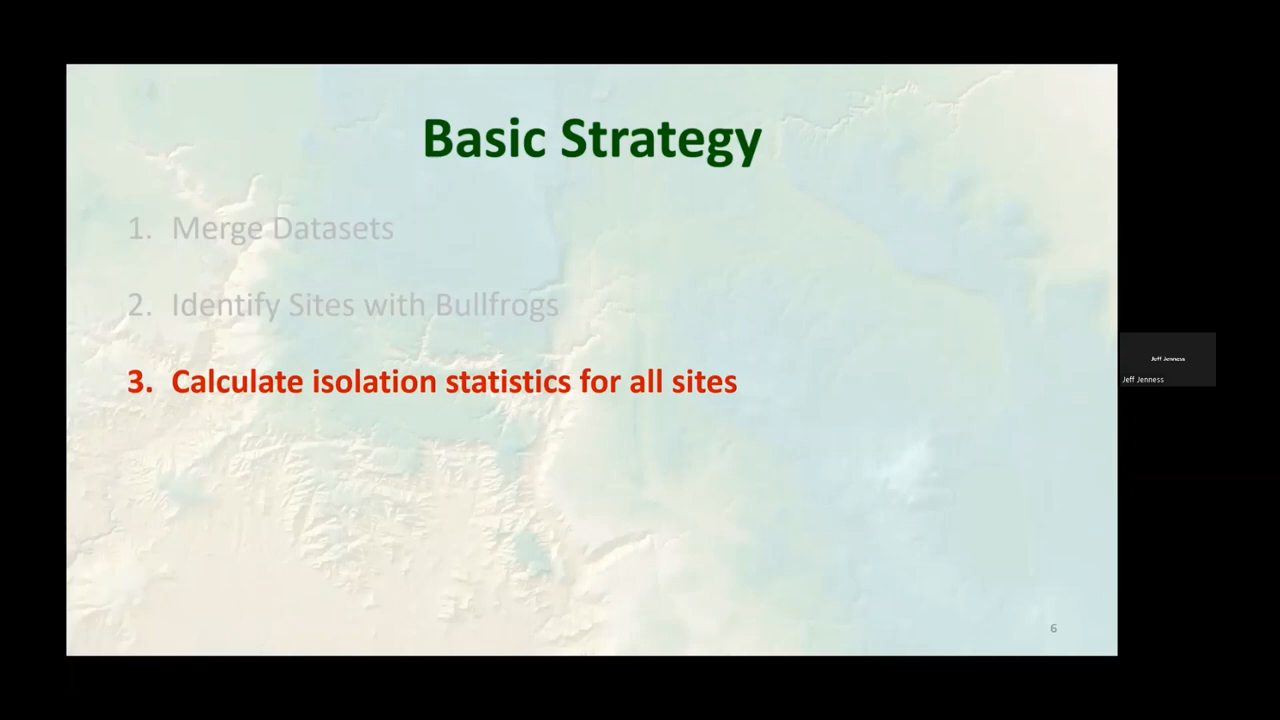 Basic Strategy
1. Merge Datasets
2. Identify Sites with Bullfrogs
3. Calculate isolation statistics for all sites
6
Jeff Jenness
Jeff Jenness